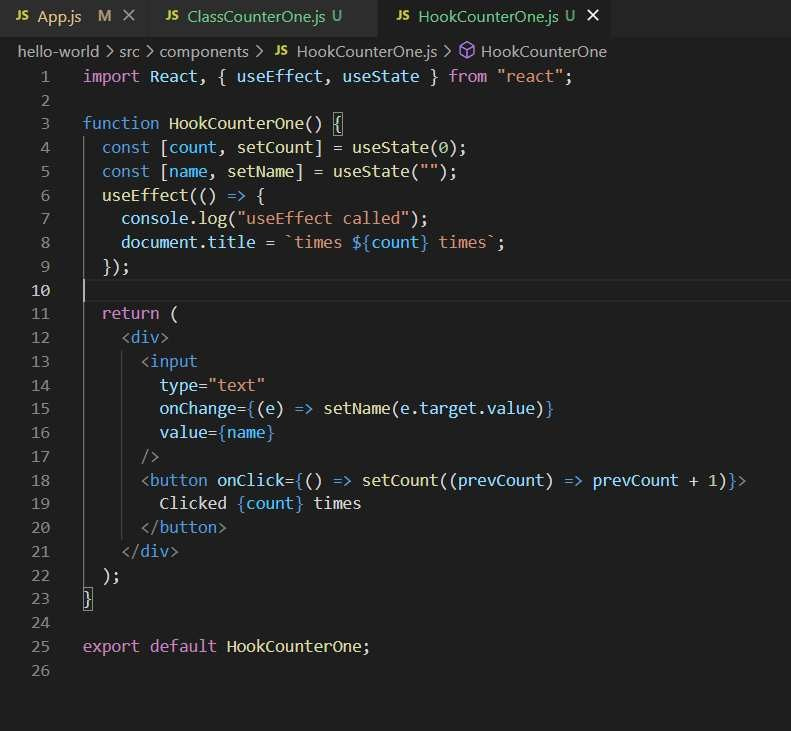 JS App.js M JS ClassCounterOne.js U JS HookCounterOne.js U
hello-world > src > components > JS HookCounterOne.js > HookCounterOne
1 import React, { useEffect, useState } from "react";
2
3 function HookCounterOne() {
4   const [count, setCount] = useState(0);
5   const [name, setName] = useState("");
6   useEffect(() => {
7     console.log("useEffect called");
8     document.title = `times ${count} times`;
9   });
10
11   return (
12     <div>
13       <input
14         type="text"
15         onChange={(e) => setName(e.target.value)}
16         value={name}
17       />
18       <button onClick={() => setCount((prevCount) => prevCount + 1)}>
19         Clicked {count} times
20       </button>
21     </div>
22   );
23 }
24
25 export default HookCounterOne;
26